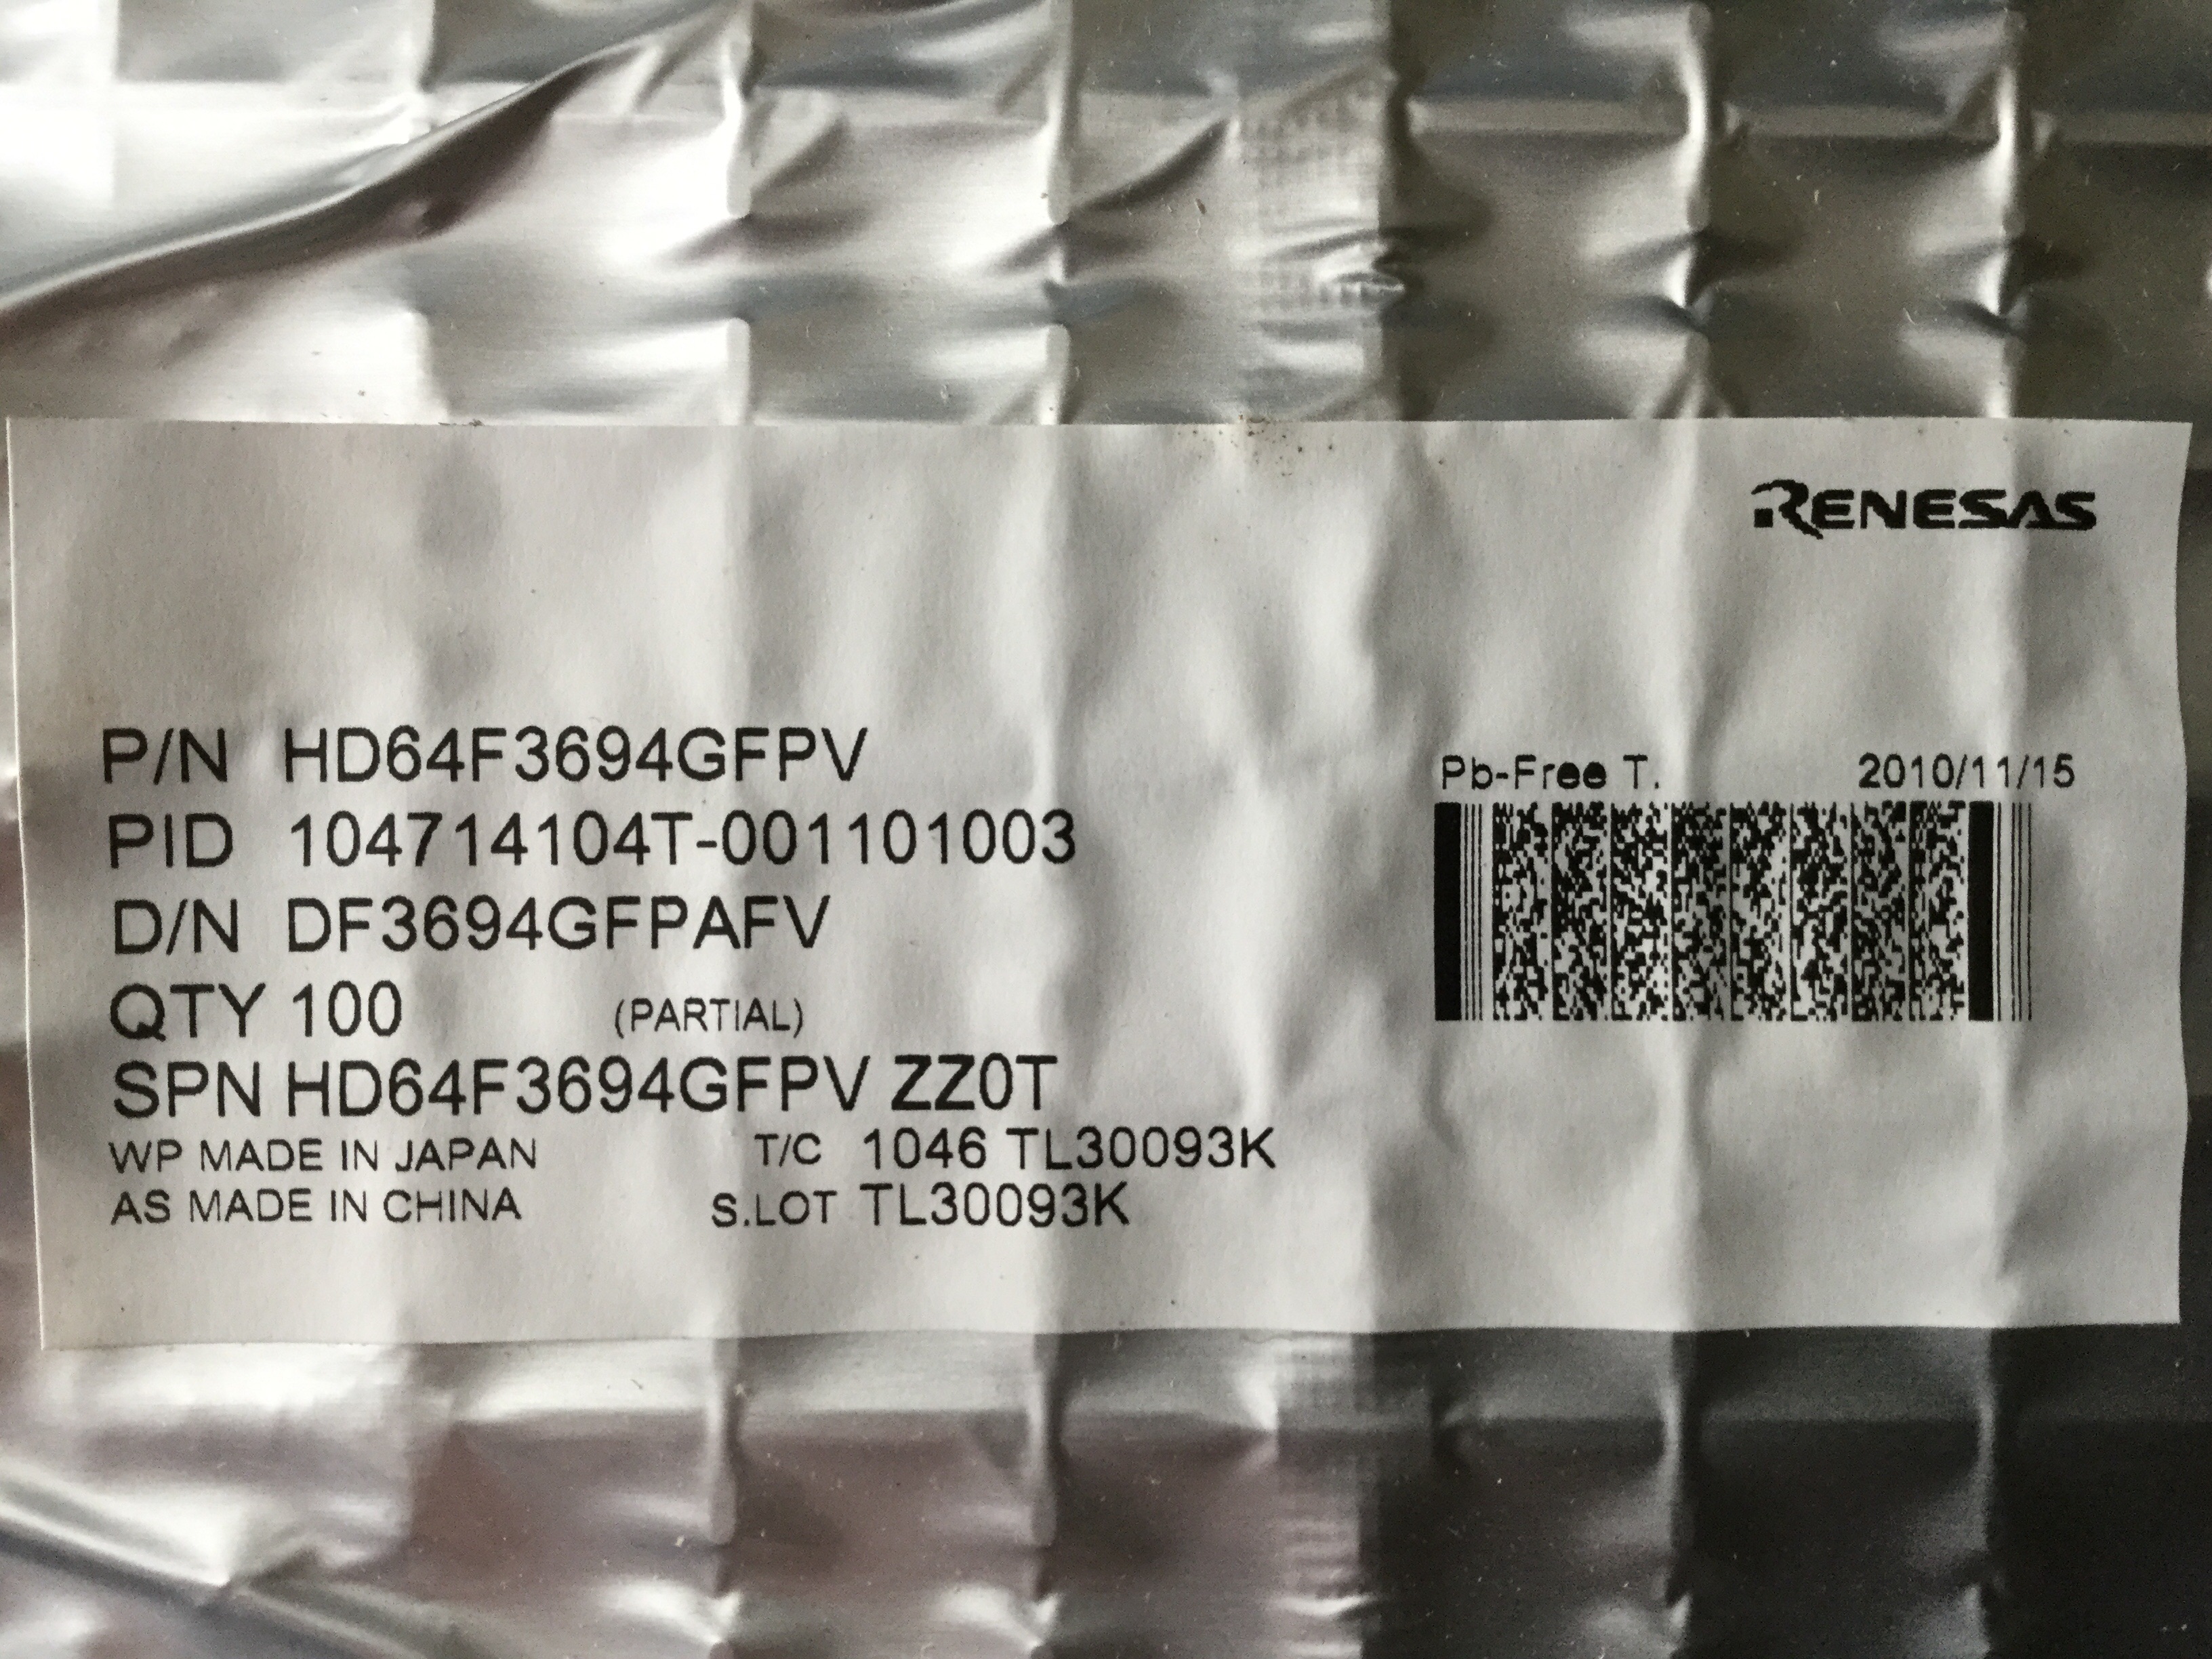 RENESAS
P/N HD64F3694GFPV
PID 104714104T-001101003
D/N DF3694GFPAFV
QTY 100 (PARTIAL)
SPN HD64F3694GFPV ZZ0T
WP MADE IN JAPAN T/C 1046 TL30093K
AS MADE IN CHINA S.LOT TL30093K
Pb-Free T. 2010/11/15